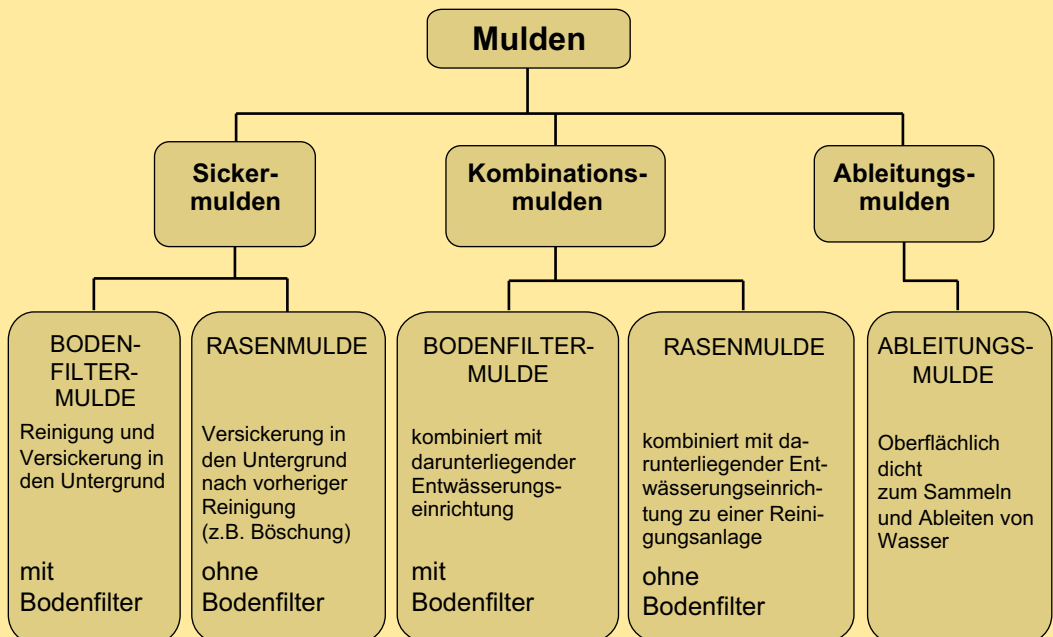 Mulden
Sicker-
mulden
Kombinations-
mulden
Ableitungs-
mulden
BODEN-
FILTER-
MULDE
Reinigung und
Versickerung in
den Untergrund
mit
Bodenfilter
RASENMULDE
Versickerung in
den Untergrund
nach vorheriger
Reinigung
(z.B. Böschung)
ohne
Bodenfilter
BODENFILTER-
MULDE
kombiniert mit
darunterliegender
Entwässerungs-
einrichtung
mit
Bodenfilter
RASENMULDE
kombiniert mit da-
runterliegender Ent-
wässerungseinrich-
tung zu einer Reini-
gungsanlage
ohne
Bodenfilter
ABLEITUNGS-
MULDE
Oberflächlich
dicht
zum Sammeln
und Ableiten von
Wasser